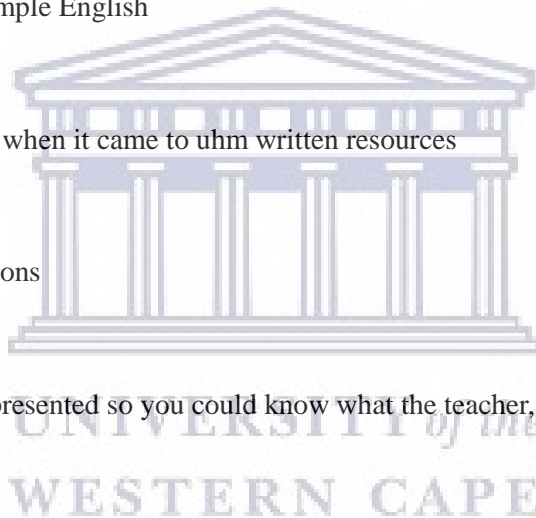 mple English
when it came to uhm written resources
ons
presented so you could know what the teacher,
UNIVERSITY of the
WESTERN CAPE